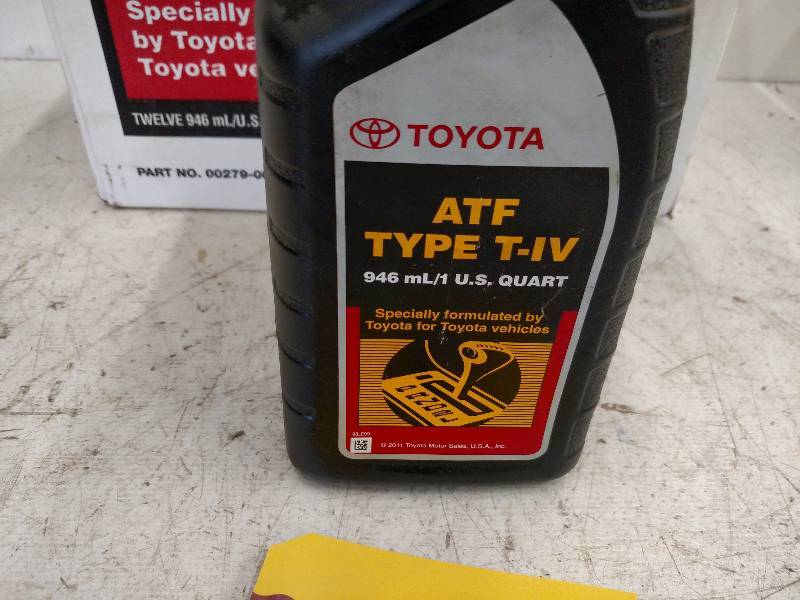 Specially
by Toyota
Toyota ve
TWELVE 946 mL/U.S.
PART NO. 00279-00
TOYOTA
ATF
TYPE T-IV
946 mL/1 U.S. QUART
Specially formulated by
Toyota for Toyota vehicles
© 2011 Toyota Motor Sales, U.S.A., Inc.